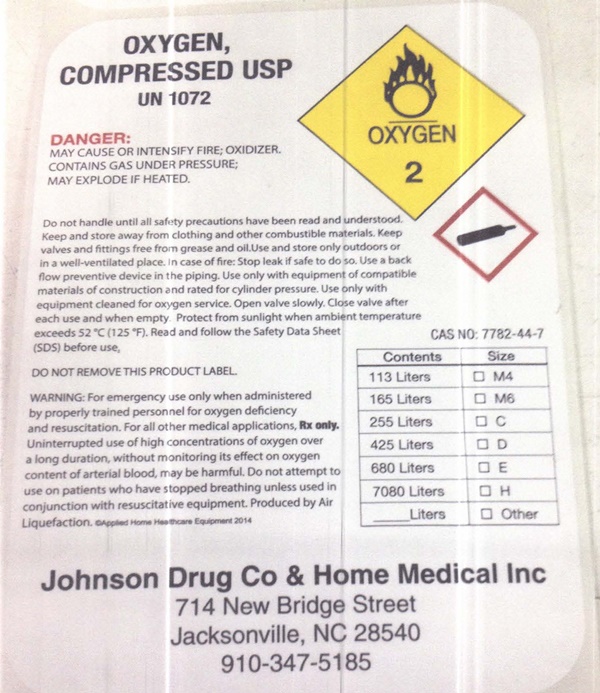 OXYGEN,
COMPRESSED USP
UN 1072
OXYGEN
2
DANGER:
MAY CAUSE OR INTENSIFY FIRE; OXIDIZER.
CONTAINS GAS UNDER PRESSURE;
MAY EXPLODE IF HEATED.
Do not handle until all safety precautions have been read and understood.
Keep and store away from clothing and other combustible materials. Keep
valves and fittings free from grease and oil.Use and store only outdoors or
in a well-ventilated place. In case of fire: Stop leak if safe to do so. Use a back
flow preventive device in the piping. Use only with equipment of compatible
materials of construction and rated for cylinder pressure. Use only with
equipment cleaned for oxygen service. Open valve slowly. Close valve after
each use and when empty. Protect from sunlight when ambient temperature
exceeds 52 °C (125 °F). Read and follow the Safety Data Sheet
(SDS) before use,
DO NOT REMOVE THIS PRODUCT LABEL.
WARNING: For emergency use only when administered
by properly trained personnel for oxygen deficiency
and resuscitation. For all other medical applications, Rx only.
Uninterrupted use of high concentrations of oxygen over
a long duration, without monitoring its effect on oxygen
content of arterial blood, may be harmful. Do not attempt to
use on patients who have stopped breathing unless used in
conjunction with resuscitative equipment. Produced by Air
Liquefaction. ©Applied Home Healthcare Equipment 2014
CAS NO: 7782-44-7
Contents Size
113 Liters ☐ M4
165 Liters ☐ M6
255 Liters ☐ C
425 Liters ☐ D
680 Liters ☐ E
7080 Liters ☐ H
_____Liters ☐ Other
Johnson Drug Co & Home Medical Inc
714 New Bridge Street
Jacksonville, NC 28540
910-347-5185